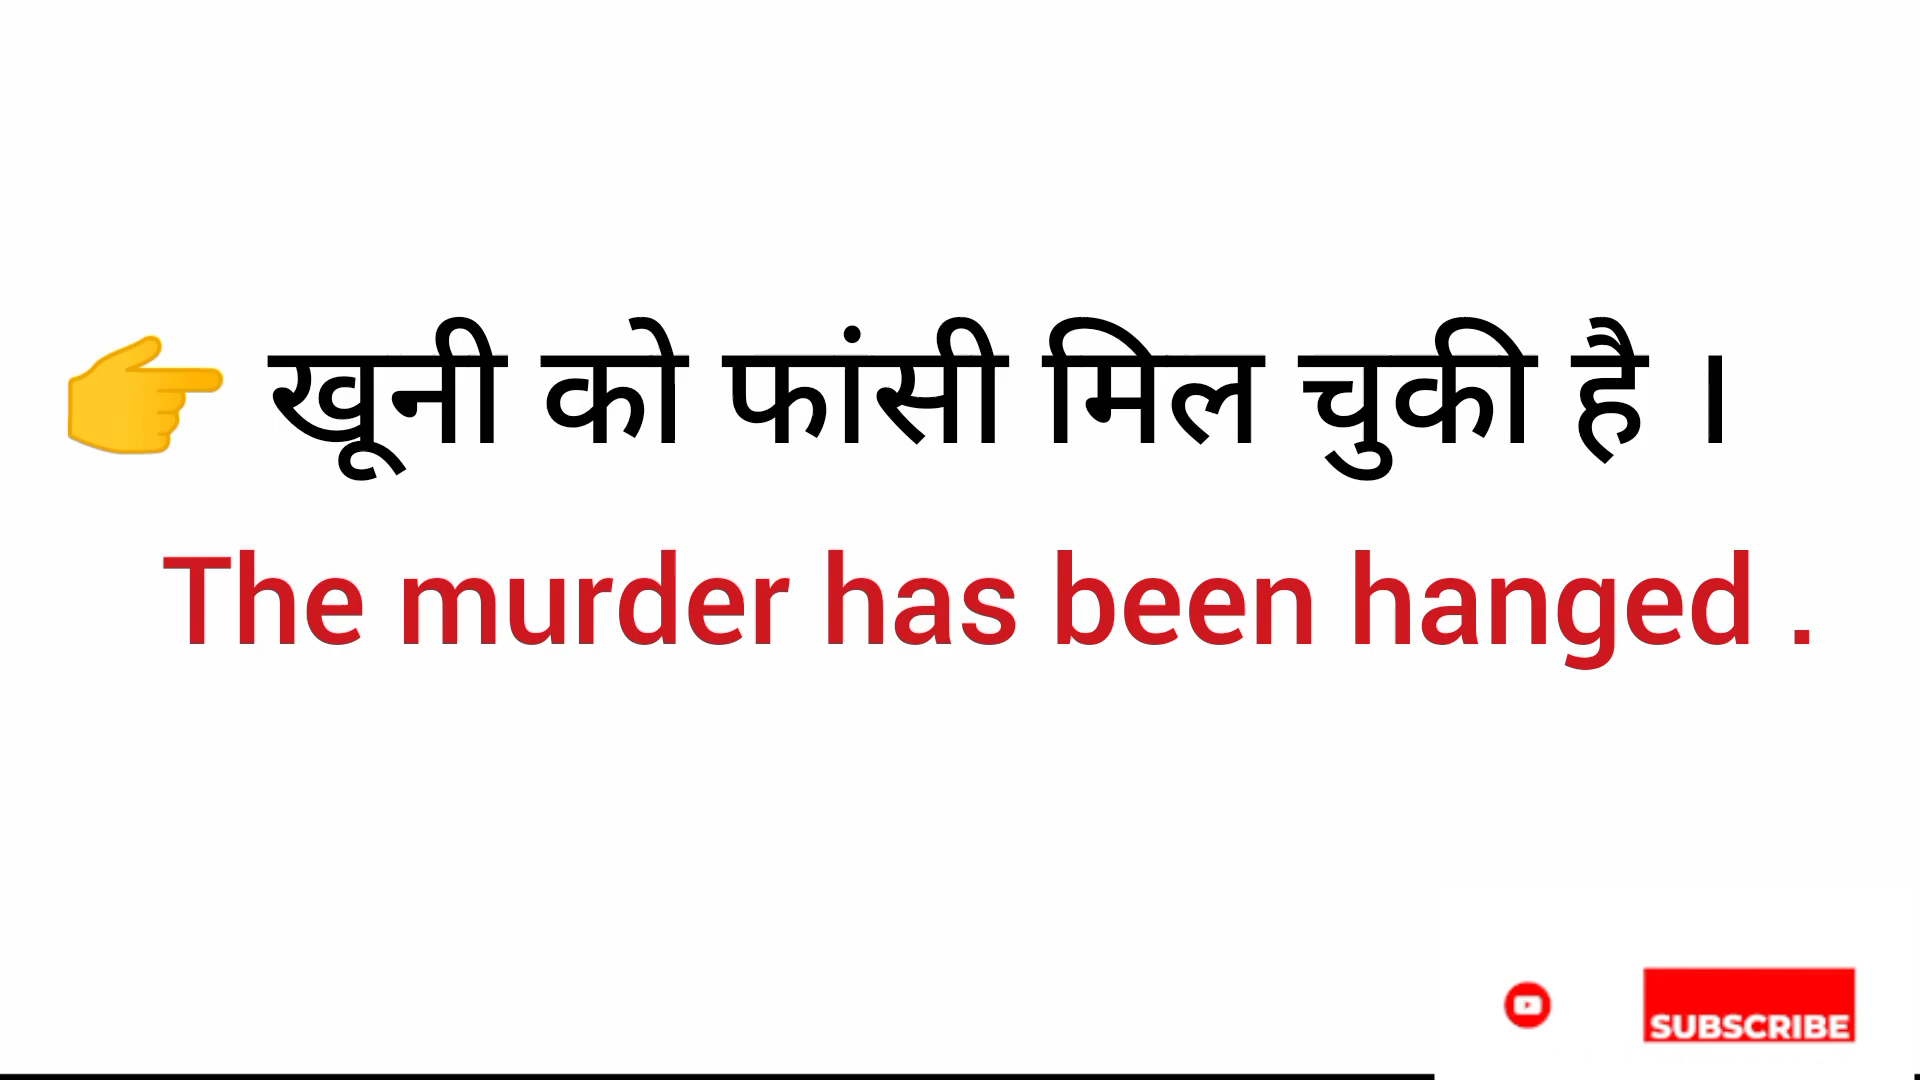 👉 खूनी को फांसी मिल चुकी है ।
The murder has been hanged .
SUBSCRIBE